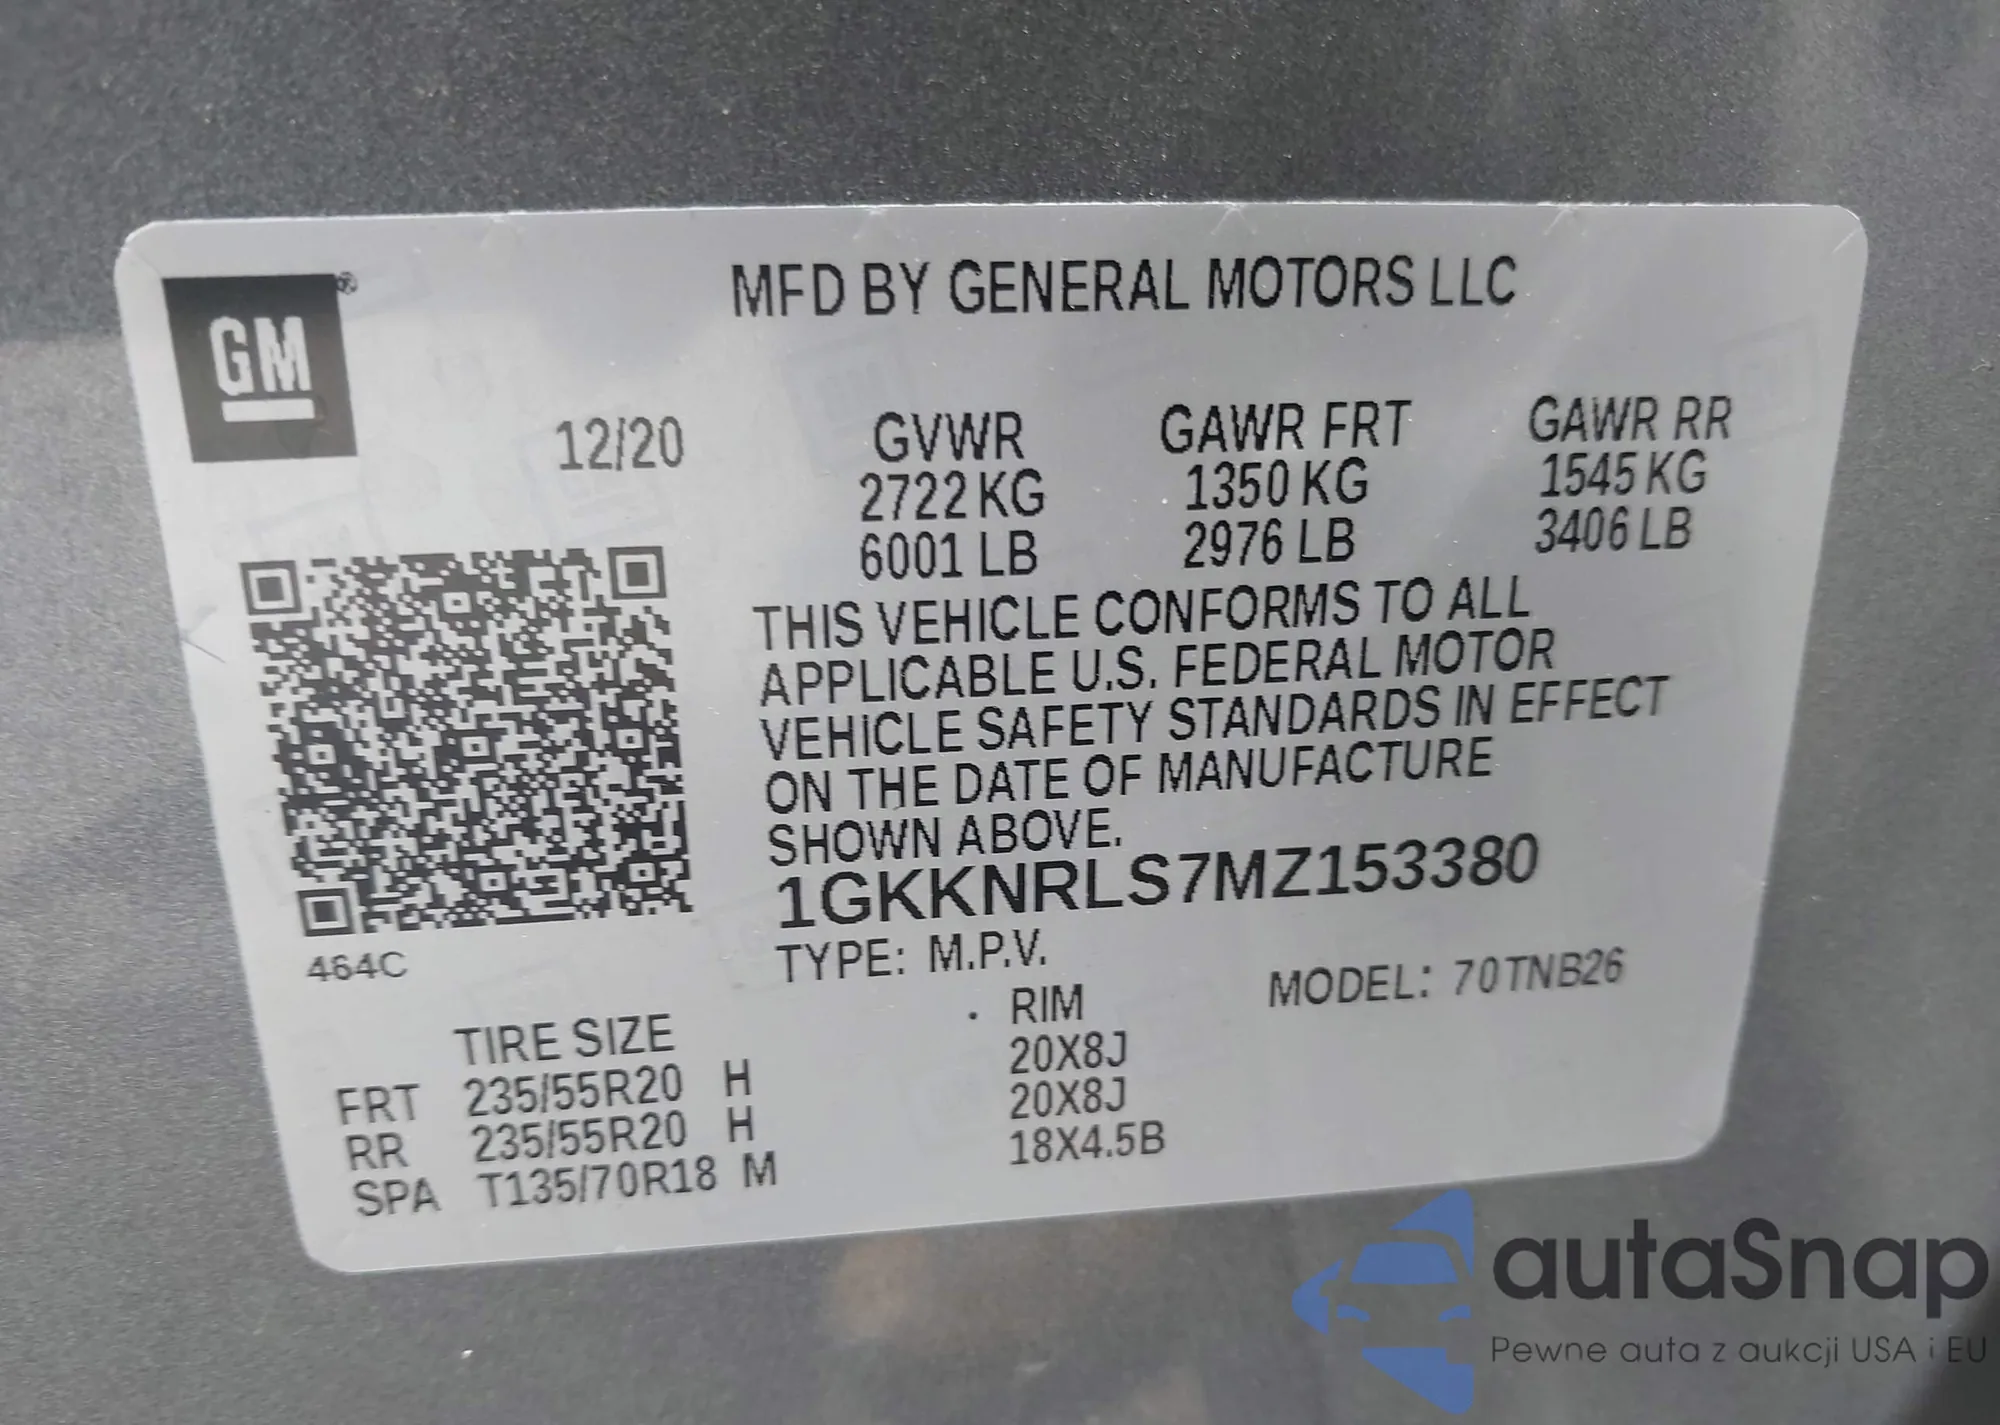 GM ®
MFD BY GENERAL MOTORS LLC
12/20 GVWR GAWR FRT GAWR RR
2722 KG 1350 KG 1545 KG
6001 LB 2976 LB 3406 LB
THIS VEHICLE CONFORMS TO ALL
APPLICABLE U.S. FEDERAL MOTOR
VEHICLE SAFETY STANDARDS IN EFFECT
ON THE DATE OF MANUFACTURE
SHOWN ABOVE.
1GKKNRLS7MZ153380
464C
TYPE: M.P.V.
MODEL: 70TNB26
TIRE SIZE RIM
FRT 235/55R20 H 20X8J
RR 235/55R20 H 20X8J
SPA T135/70R18 M 18X4.5B
autaSnap
Pewne auta z aukcji USA i EU